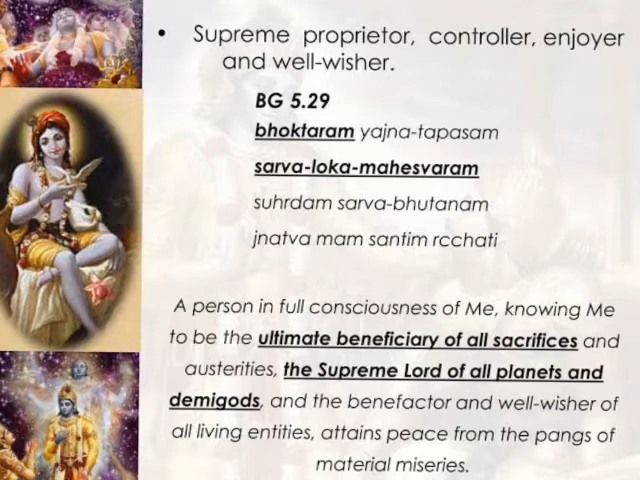 • Supreme proprietor, controller, enjoyer
and well-wisher.
BG 5.29
bhoktaram yajna-tapasam
sarva-loka-mahesvaram
suhrdam sarva-bhutanam
jnatva mam santim rcchati
A person in full consciousness of Me, knowing Me
to be the ultimate beneficiary of all sacrifices and
austerities, the Supreme Lord of all planets and
demigods, and the benefactor and well-wisher of
all living entities, attains peace from the pangs of
material miseries.